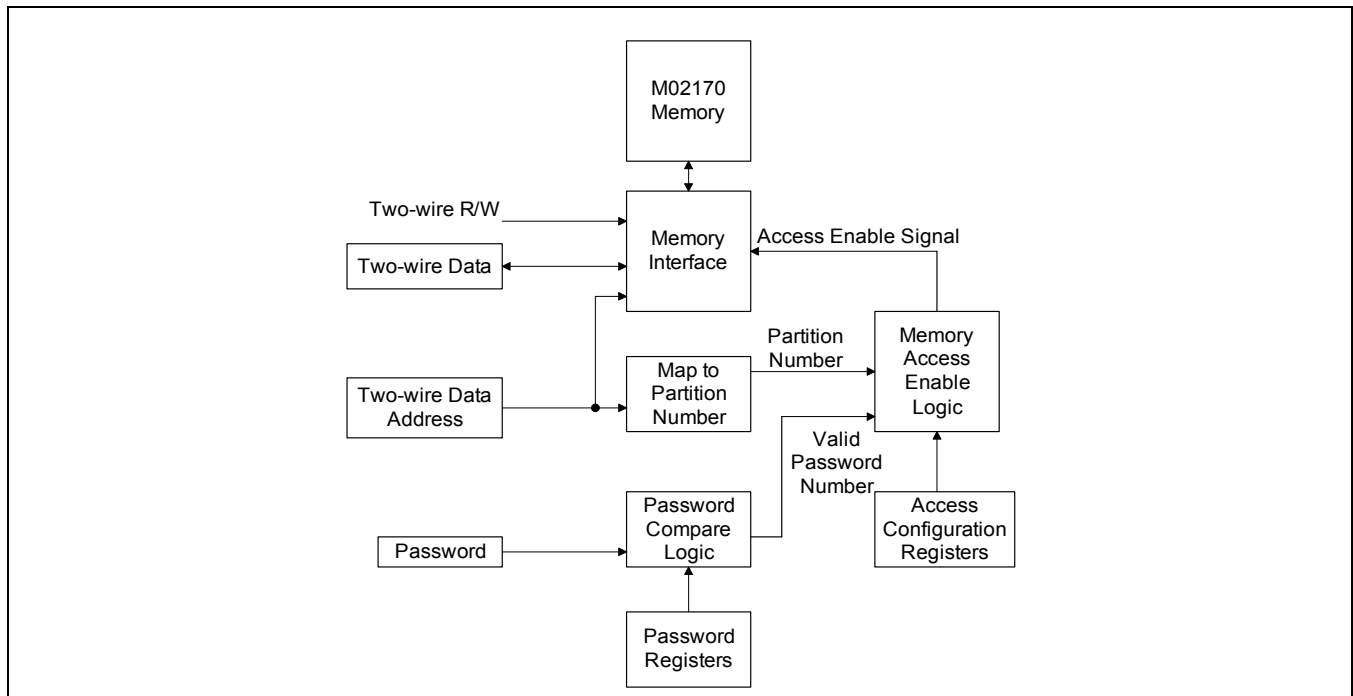 M02170
Memory
Two-wire R/W
Memory
Interface
Access Enable Signal
Two-wire Data
Partition
Number
Memory
Access
Enable
Logic
Map to
Partition
Number
Two-wire Data
Address
Valid
Password
Number
Password
Compare
Logic
Access
Configuration
Registers
Password
Password
Registers